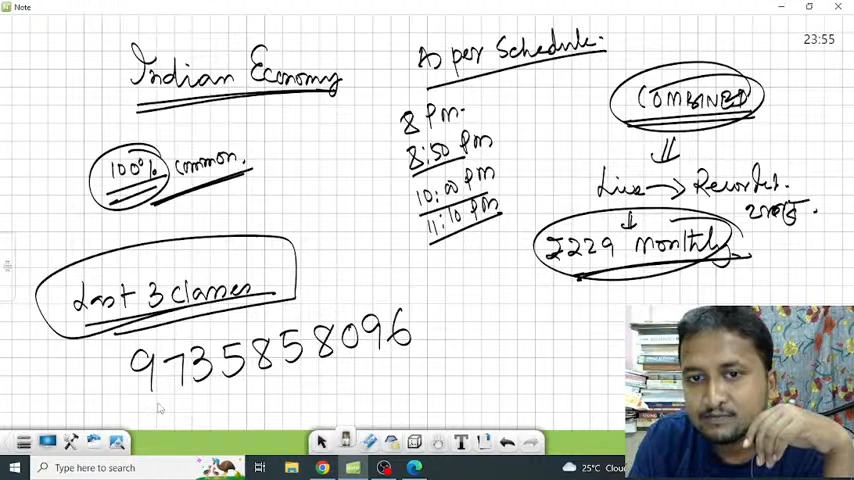 Note
23:55
Indian Economy
100% common.
Last 3 classes
9735858096
As per Schedule.
8 PM.
8:50 PM
10:00 PM
11:10 PM
COMBINED
Live → Recorded.
₹229 Monthly
Type here to search
25°C Cloud